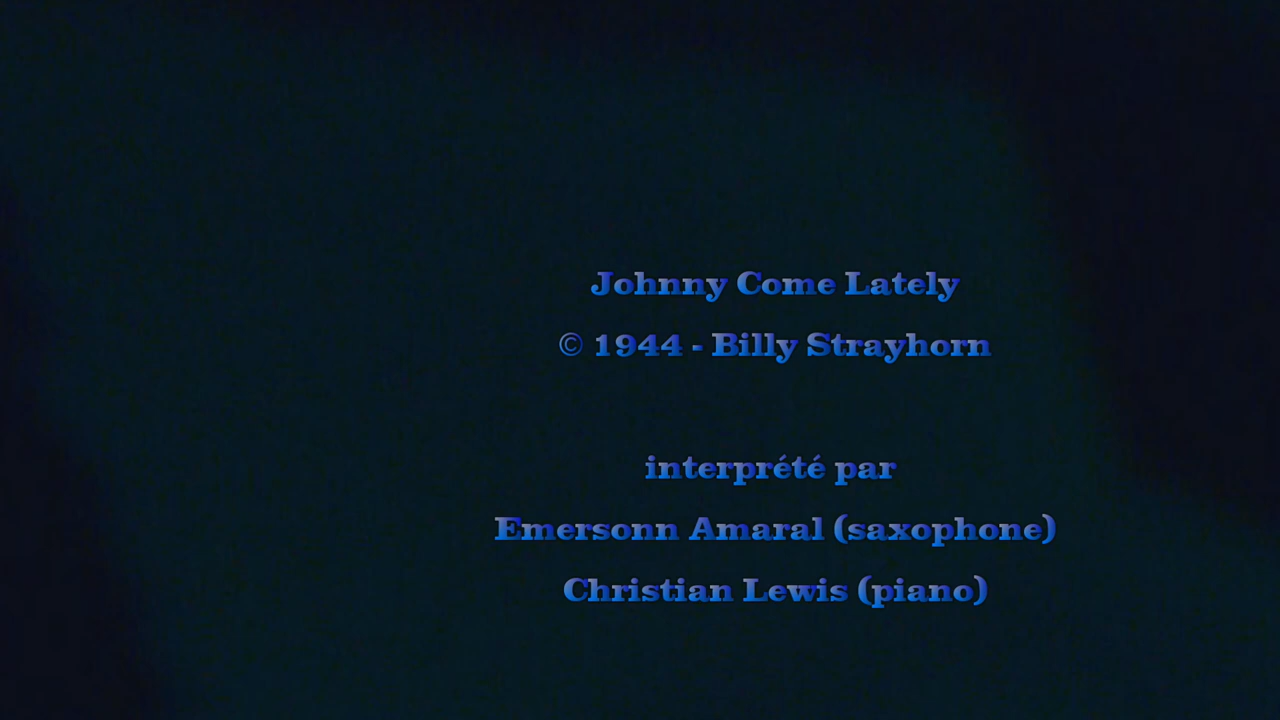 Johnny Come Lately
© 1944 - Billy Strayhorn
interprété par
Emersonn Amaral (saxophone)
Christian Lewis (piano)